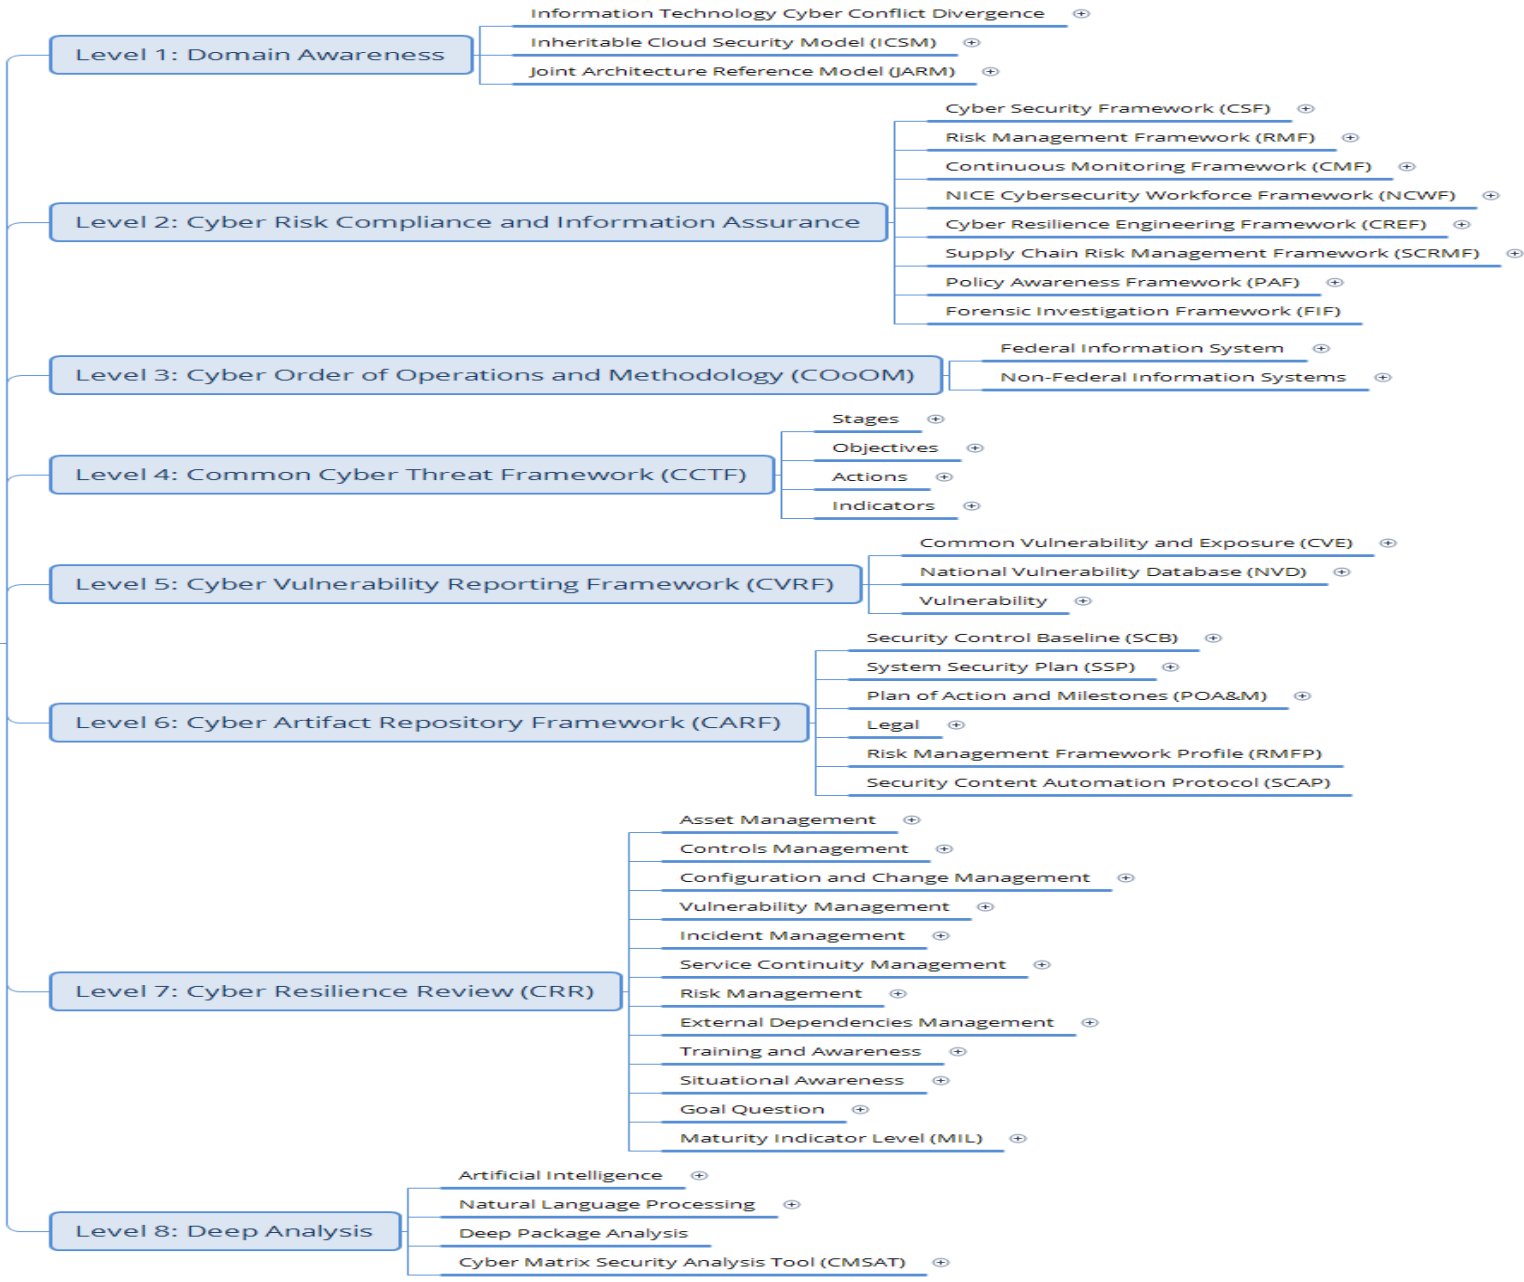 Level 1: Domain Awareness
Information Technology Cyber Conflict Divergence
Inheritable Cloud Security Model (ICSM)
Joint Architecture Reference Model (JARM)
Level 2: Cyber Risk Compliance and Information Assurance
Cyber Security Framework (CSF)
Risk Management Framework (RMF)
Continuous Monitoring Framework (CMF)
NICE Cybersecurity Workforce Framework (NCWF)
Cyber Resilience Engineering Framework (CREF)
Supply Chain Risk Management Framework (SCRMF)
Policy Awareness Framework (PAF)
Forensic Investigation Framework (FIF)
Level 3: Cyber Order of Operations and Methodology (COoOM)
Federal Information System
Non-Federal Information Systems
Level 4: Common Cyber Threat Framework (CCTF)
Stages
Objectives
Actions
Indicators
Level 5: Cyber Vulnerability Reporting Framework (CVRF)
Common Vulnerability and Exposure (CVE)
National Vulnerability Database (NVD)
Vulnerability
Level 6: Cyber Artifact Repository Framework (CARF)
Security Control Baseline (SCB)
System Security Plan (SSP)
Plan of Action and Milestones (POA&M)
Legal
Risk Management Framework Profile (RMFP)
Security Content Automation Protocol (SCAP)
Level 7: Cyber Resilience Review (CRR)
Asset Management
Controls Management
Configuration and Change Management
Vulnerability Management
Incident Management
Service Continuity Management
Risk Management
External Dependencies Management
Training and Awareness
Situational Awareness
Goal Question
Maturity Indicator Level (MIL)
Level 8: Deep Analysis
Artificial Intelligence
Natural Language Processing
Deep Package Analysis
Cyber Matrix Security Analysis Tool (CMSAT)